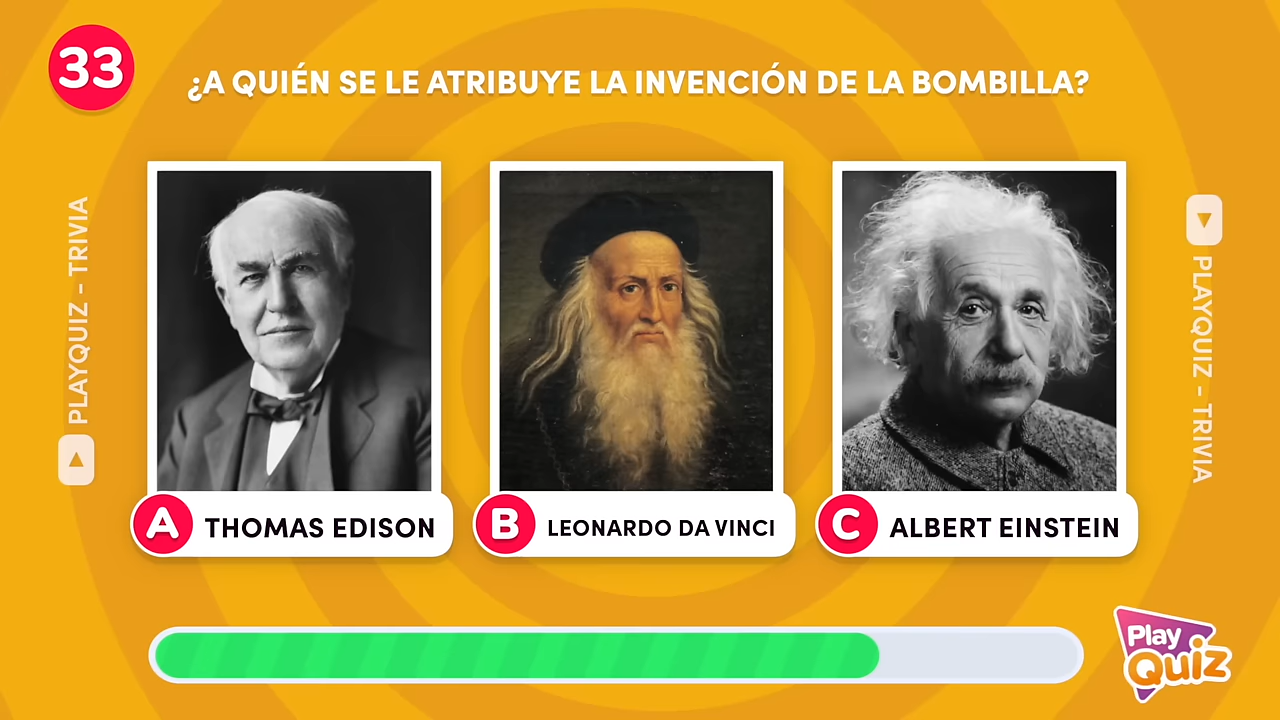 33
¿A QUIÉN SE LE ATRIBUYE LA INVENCIÓN DE LA BOMBILLA?
PLAYQUIZ - TRIVIA
PLAYQUIZ - TRIVIA
A THOMAS EDISON
B LEONARDO DA VINCI
C ALBERT EINSTEIN
Play
Quiz